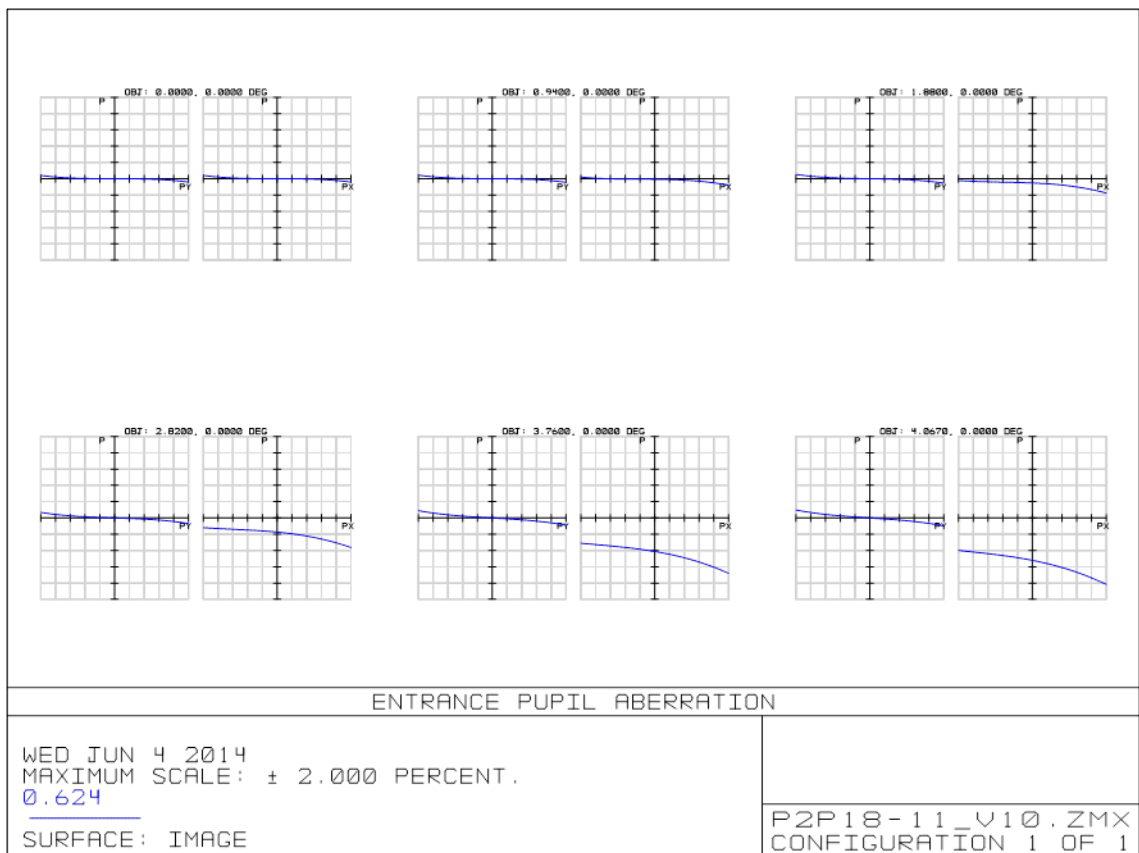 OBJ: 0.0000, 0.0000 DEG
P
P
PY
PX
OBJ: 0.9400, 0.0000 DEG
P
P
PY
PX
OBJ: 1.8800, 0.0000 DEG
P
P
PY
PX
OBJ: 2.8200, 0.0000 DEG
P
P
PY
PX
OBJ: 3.7600, 0.0000 DEG
P
P
PY
PX
OBJ: 4.0670, 0.0000 DEG
P
P
PY
PX
ENTRANCE PUPIL ABERRATION
WED JUN 4 2014
MAXIMUM SCALE: ± 2.000 PERCENT.
0.624
SURFACE: IMAGE
P2P18-11_V10.ZMX
CONFIGURATION 1 OF 1